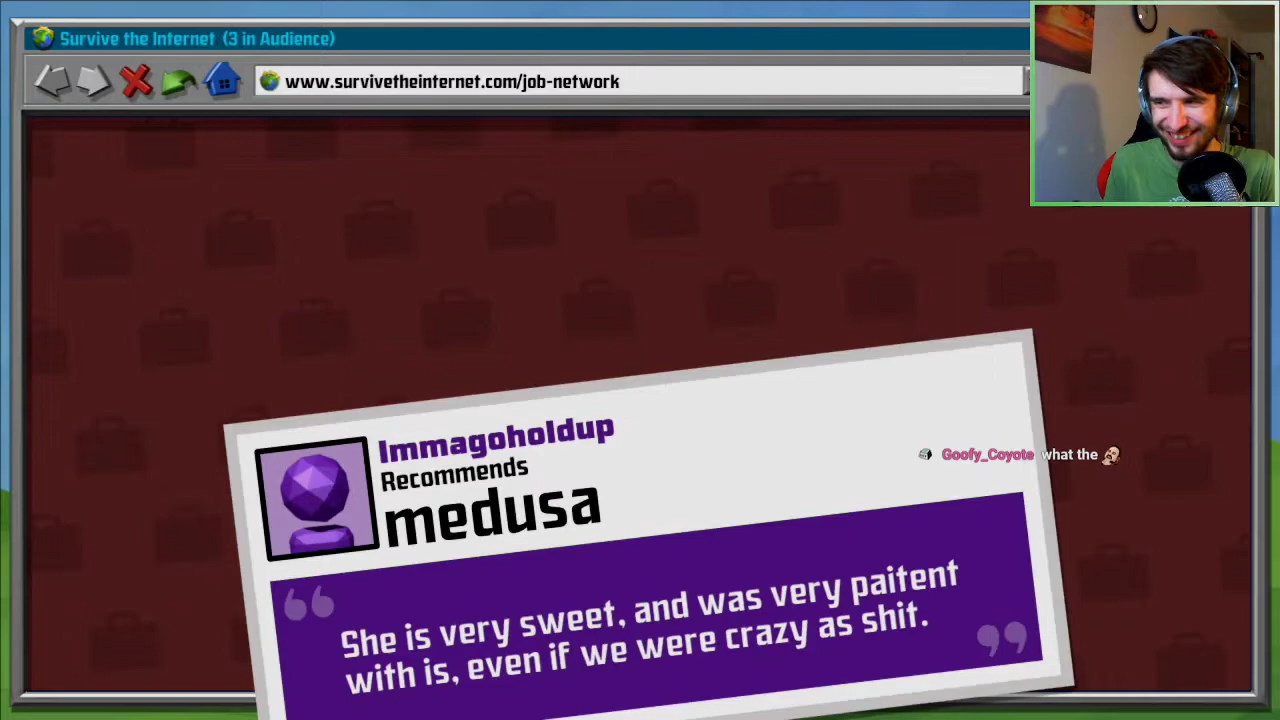 Survive the Internet (3 in Audience)
www.survivetheinternet.com/job-network
Immagoholdup
Recommends
medusa
Goofy_Coyote what the
“She is very sweet, and was very paitent
with is, even if we were crazy as shit.”